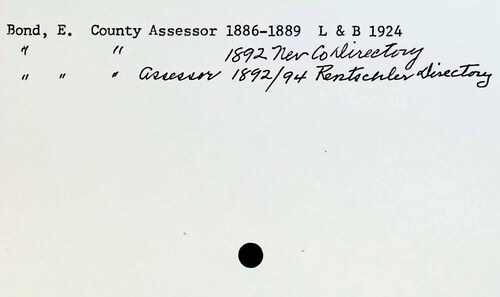 Bond, E. County Assessor 1886-1889 L & B 1924
" " 1892 Nev Co Directory
" " " Assessor 1892/94 Rentschler Directory